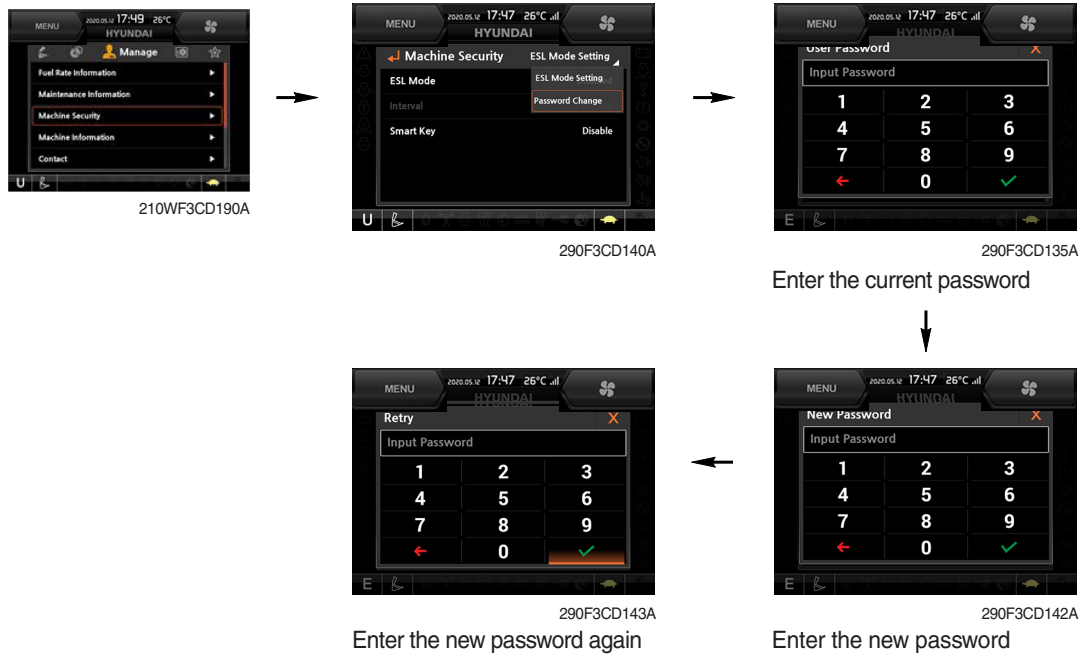 MENU
2020.05.12 17:49 26°C
HYUNDAI
Manage
Fuel Rate Information
Maintenance Information
Machine Security
Machine Information
Contact
U
210WF3CD190A
MENU
2020.05.12 17:47 26°C
HYUNDAI
Machine Security ESL Mode Setting
ESL Mode ESL Mode Setting
Interval Password Change
Smart Key Disable
U
290F3CD140A
MENU
2020.05.12 17:47 26°C
HYUNDAI
User Password X
Input Password
1 2 3
4 5 6
7 8 9
0
E
290F3CD135A
Enter the current password
MENU
2020.05.12 17:47 26°C
HYUNDAI
Retry X
Input Password
1 2 3
4 5 6
7 8 9
0
E
290F3CD143A
Enter the new password again
MENU
2020.05.12 17:47 26°C
HYUNDAI
New Password X
Input Password
1 2 3
4 5 6
7 8 9
0
E
290F3CD142A
Enter the new password